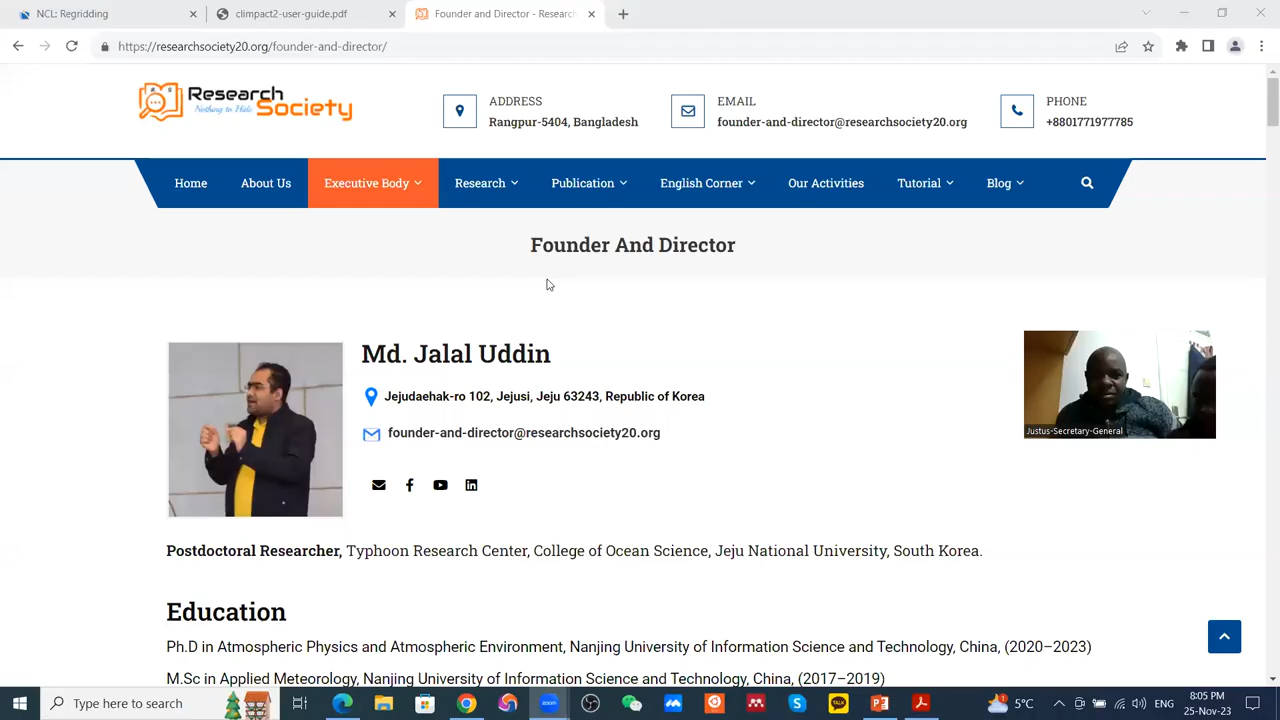 NCL: Regridding
climpact2-user-guide.pdf
Founder and Director - Research
https://researchsociety20.org/founder-and-director/
Research
Nothing to Hide
Society
ADDRESS
Rangpur-5404, Bangladesh
EMAIL
founder-and-director@researchsociety20.org
PHONE
+8801771977785
Home
About Us
Executive Body
Research
Publication
English Corner
Our Activities
Tutorial
Blog
Founder And Director
Md. Jalal Uddin
Jejudaehak-ro 102, Jejusi, Jeju 63243, Republic of Korea
founder-and-director@researchsociety20.org
Justus-Secretary-General
Postdoctoral Researcher, Typhoon Research Center, College of Ocean Science, Jeju National University, South Korea.
Education
Ph.D in Atmospheric Physics and Atmospheric Environment, Nanjing University of Information Science and Technology, China, (2020–2023)
M.Sc in Applied Meteorology, Nanjing University of Information Science and Technology, China, (2017–2019)
Type here to search
zoom
TALK
5°C
ENG
8:05 PM
25-Nov-23